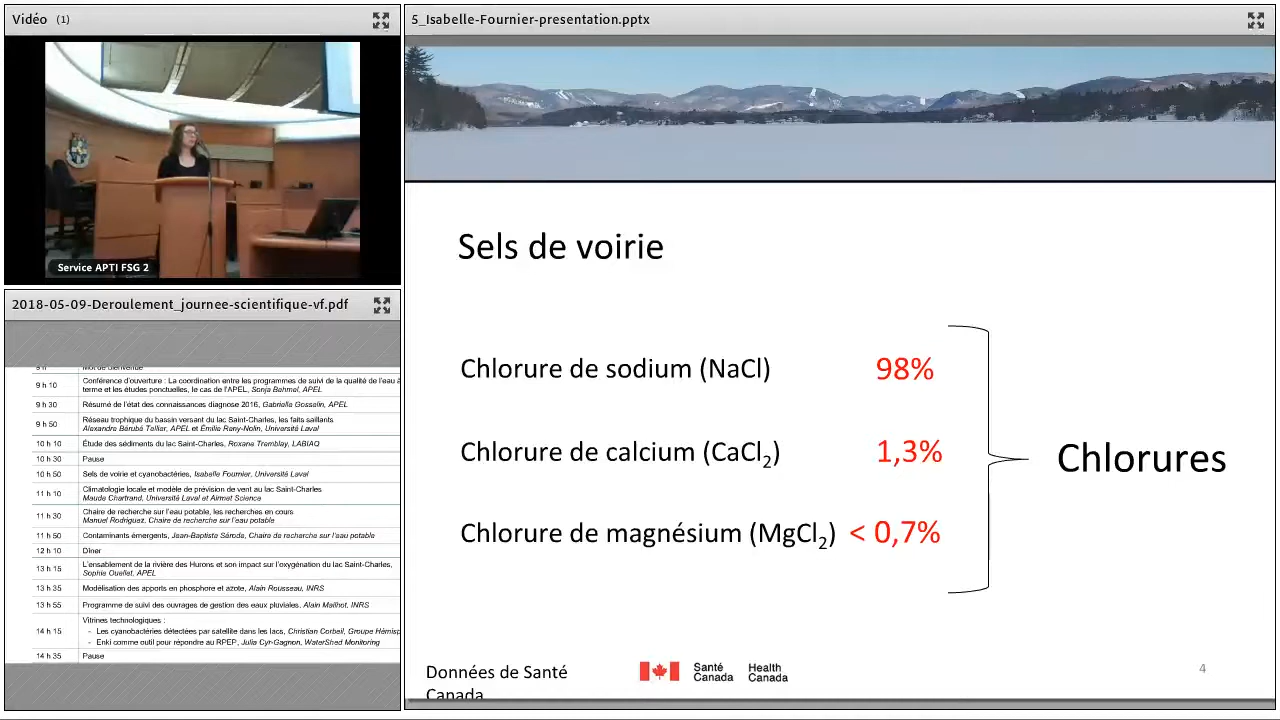 Vidéo (1)
Service APTI FSG 2
2018-05-09-Deroulement_journee-scientifique-vf.pdf
9 h Mot de bienvenue
9 h 10 Conférence d'ouverture : La coordination entre les programmes de suivi de la qualité de l'eau à
terme et les études ponctuelles, le cas de l'APEL, Sonja Behmel, APEL
9 h 30 Résumé de l'état des connaissances diagnose 2016, Gabrielle Gosselin, APEL
9 h 50 Réseau trophique du bassin versant du lac Saint-Charles, les faits saillants
Alexandre Bérubé Tellier, APEL et Émilie Rany-Nolin, Université Laval
10 h 10 Étude des sédiments du lac Saint-Charles, Roxane Tremblay, LABIAQ
10 h 30 Pause
10 h 50 Sels de voirie et cyanobactéries, Isabelle Fournier, Université Laval
11 h 10 Climatologie locale et modèle de prévision de vent au lac Saint-Charles
Maude Chartrand, Université Laval et Airmet Science
11 h 30 Chaire de recherche sur l'eau potable, les recherches en cours
Manuel Rodriguez, Chaire de recherche sur l'eau potable
11 h 50 Contaminants émergents, Jean-Baptiste Sérode, Chaire de recherche sur l'eau potable
12 h 10 Dîner
13 h 15 L'ensablement de la rivière des Hurons et son impact sur l'oxygénation du lac Saint-Charles,
Sophie Ouellet, APEL
13 h 35 Modélisation des apports en phosphore et azote, Alain Rousseau, INRS
13 h 55 Programme de suivi des ouvrages de gestion des eaux pluviales, Alain Mailhot, INRS
Vitrines technologiques :
14 h 15 - Les cyanobactéries détectées par satellite dans les lacs, Christian Corbeil, Groupe Hémisp
- Enki comme outil pour répondre au RPEP, Julia Cyr-Gagnon, WaterShed Monitoring
14 h 35 Pause
5_Isabelle-Fournier-presentation.pptx
Sels de voirie
Chlorure de sodium (NaCl) 98%
Chlorure de calcium (CaCl₂) 1,3%
Chlorures
Chlorure de magnésium (MgCl₂) < 0,7%
Données de Santé
Canada
Santé Health
Canada Canada
4